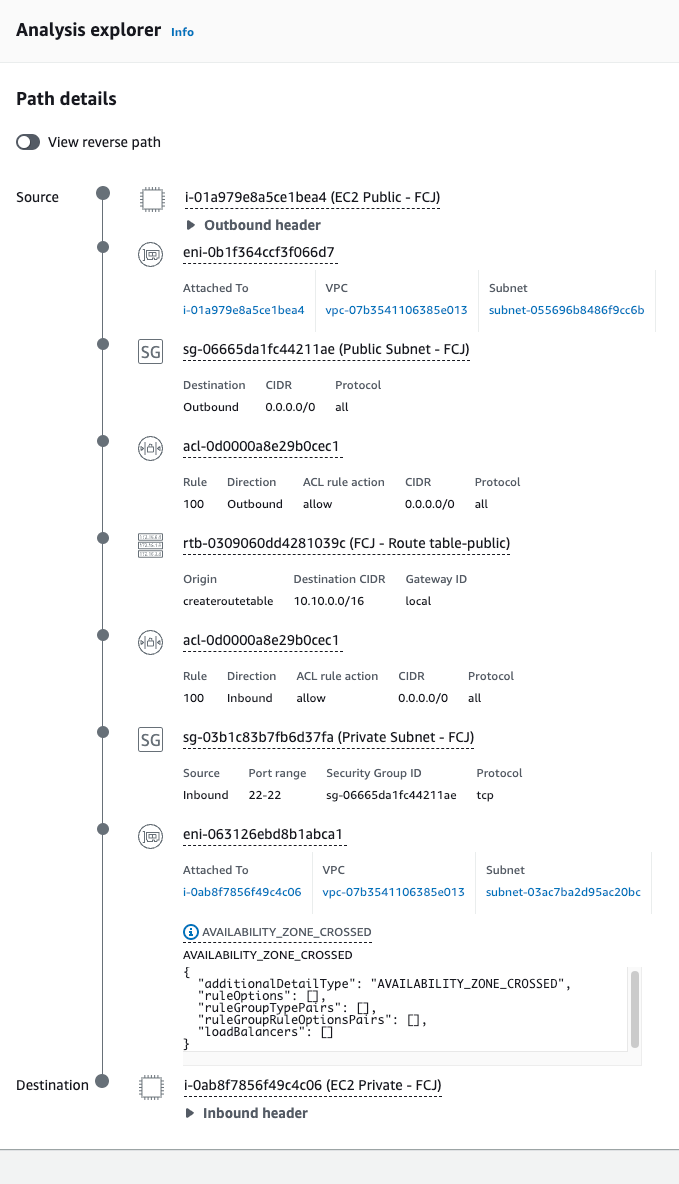 Analysis explorer Info
Path details
View reverse path
Source
i-01a979e8a5ce1bea4 (EC2 Public - FCJ)
Outbound header
eni-0b1f364ccf3f066d7
Attached To VPC Subnet
i-01a979e8a5ce1bea4 vpc-07b3541106385e013 subnet-055696b8486f9cc6b
SG
sg-06665da1fc44211ae (Public Subnet - FCJ)
Destination CIDR Protocol
Outbound 0.0.0.0/0 all
acl-0d0000a8e29b0cec1
Rule Direction ACL rule action CIDR Protocol
100 Outbound allow 0.0.0.0/0 all
rtb-0309060dd4281039c (FCJ - Route table-public)
Origin Destination CIDR Gateway ID
createroutetable 10.10.0.0/16 local
acl-0d0000a8e29b0cec1
Rule Direction ACL rule action CIDR Protocol
100 Inbound allow 0.0.0.0/0 all
SG
sg-03b1c83b7fb6d37fa (Private Subnet - FCJ)
Source Port range Security Group ID Protocol
Inbound 22-22 sg-06665da1fc44211ae tcp
eni-063126ebd8b1abca1
Attached To VPC Subnet
i-0ab8f7856f49c4c06 vpc-07b3541106385e013 subnet-03ac7ba2d95ac20bc
AVAILABILITY_ZONE_CROSSED
AVAILABILITY_ZONE_CROSSED
{
"additionalDetailType": "AVAILABILITY_ZONE_CROSSED",
"ruleOptions": [],
"ruleGroupTypePairs": [],
"ruleGroupRuleOptionsPairs": [],
"loadBalancers": []
}
Destination
i-0ab8f7856f49c4c06 (EC2 Private - FCJ)
Inbound header